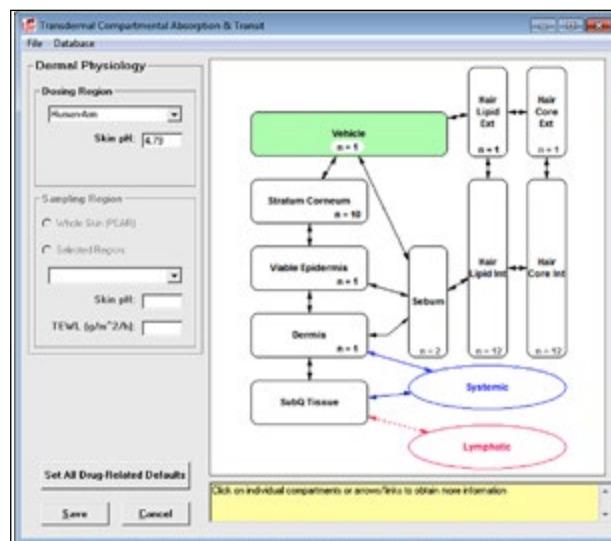 Transdermal Compartmental Absorption & Transit
File Database
Dermal Physiology
Dosing Region
Human-Arm
Skin pH: 4.79
Sampling Region
Whole Skin (PCAR)
Selected Region
Skin pH:
TEWL (g/m^2/h):
Set All Drug-Related Defaults
Save Cancel
Vehicle
n = 1
Stratum Corneum
n = 10
Viable Epidermis
n = 1
Dermis
n = 1
SubQ Tissue
Sebum
n = 2
Hair
Lipid
Ext
n = 1
Hair
Core
Ext
n = 1
Hair
Lipid Int
n = 12
Hair
Core Int
n = 12
Systemic
Lymphatic
Click on individual compartments or arrows/links to obtain more information